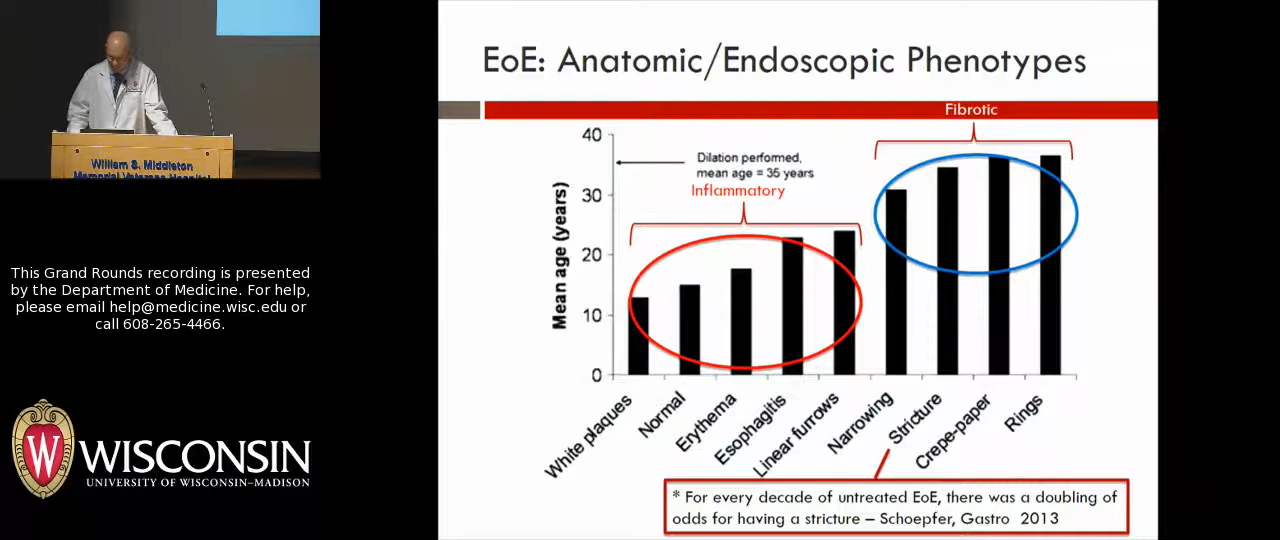 William S. Middleton
Memorial Veterans Hospital
This Grand Rounds recording is presented
by the Department of Medicine. For help,
please email help@medicine.wisc.edu or
call 608-265-4466.
W
WISCONSIN
UNIVERSITY OF WISCONSIN–MADISON
EoE: Anatomic/Endoscopic Phenotypes
Fibrotic
Dilation performed,
mean age = 35 years
Inflammatory
Mean age (years)
40
30
20
10
0
White plaques
Normal
Erythema
Esophagitis
Linear furrows
Narrowing
Stricture
Crepe-paper
Rings
* For every decade of untreated EoE, there was a doubling of
odds for having a stricture – Schoepfer, Gastro 2013